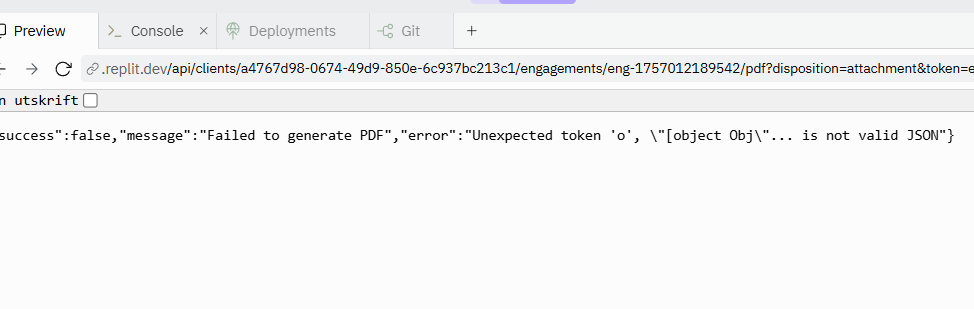 Preview Console × Deployments Git +
.replit.dev/api/clients/a4767d98-0674-49d9-850e-6c937bc213c1/engagements/eng-1757012189542/pdf?disposition=attachment&token=e
n utskrift
success":false,"message":"Failed to generate PDF","error":"Unexpected token 'o', \"[object Obj\"... is not valid JSON"}